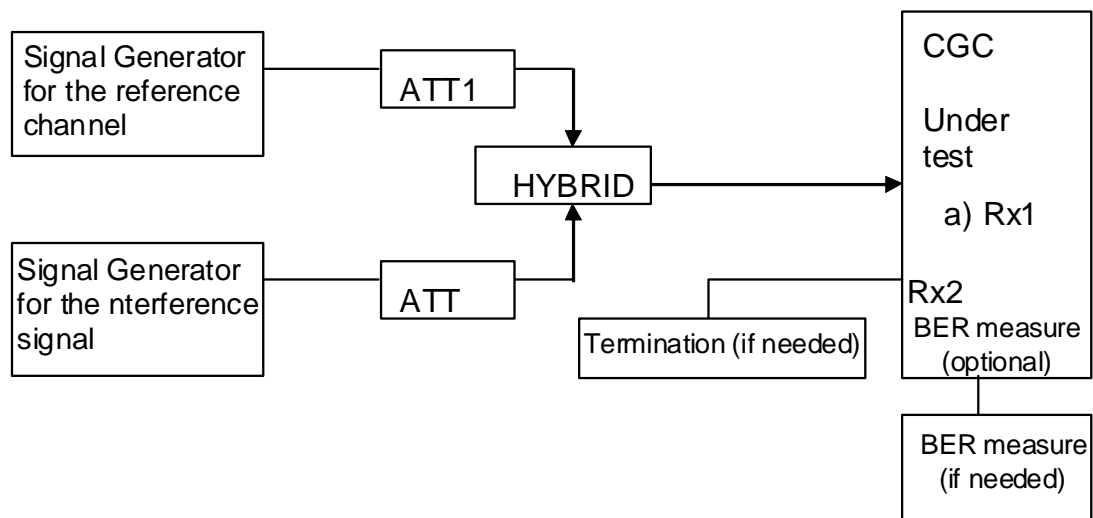 Signal Generator
for the reference
channel
ATT1
HYBRID
Signal Generator
for the nterference
signal
ATT
Termination (if needed)
CGC
Under
test
a) Rx1
Rx2
BER measure
(optional)
BER measure
(if needed)